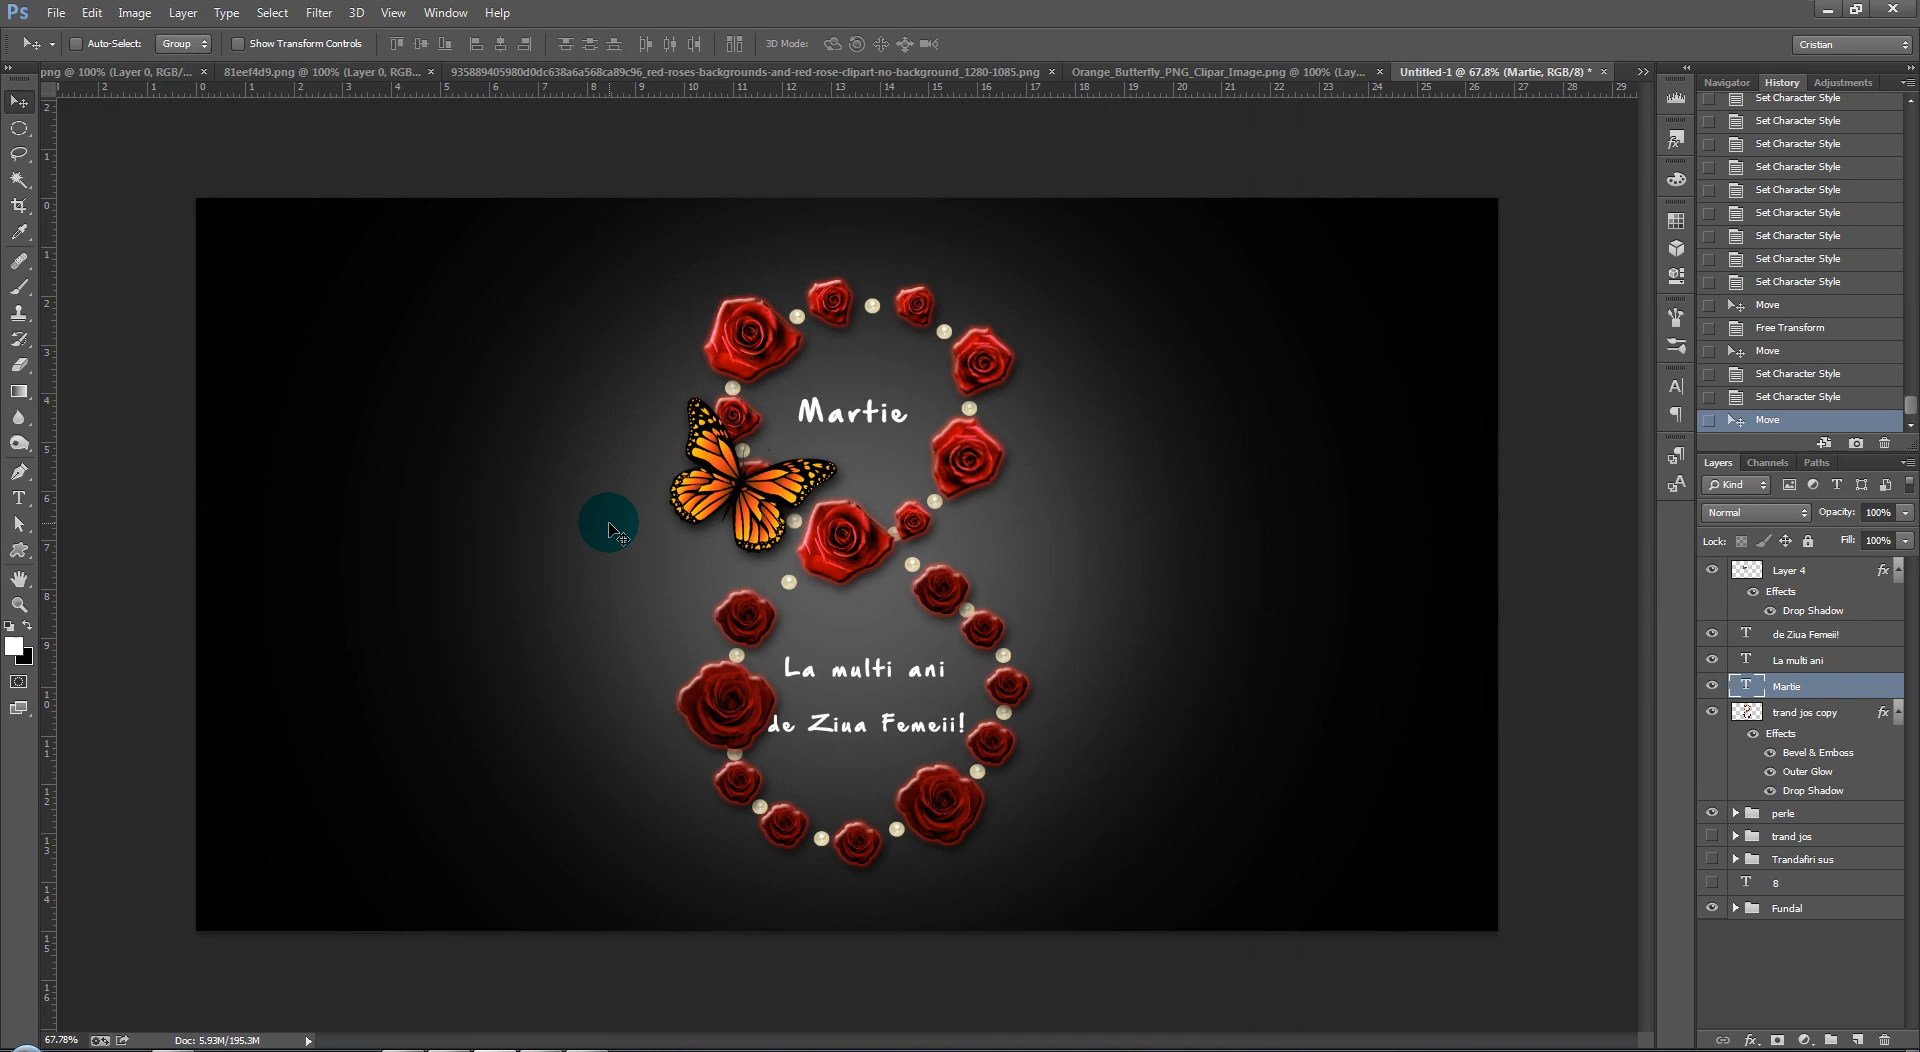 Ps File Edit Image Layer Type Select Filter 3D View Window Help
Auto-Select: Group Show Transform Controls 3D Mode: Cristian
png @ 100% (Layer 0, RGB/... × 81eef4d9.png @ 100% (Layer 0, RGB... × 935889405980d0dc638a6a568ca89c96_red-roses-backgrounds-and-red-rose-clipart-no-background_1280-1085.png × Orange_Butterfly_PNG_Clipar_Image.png @ 100% (Lay... × Untitled-1 @ 67.8% (Martie, RGB/8) * ×
Navigator History Adjustments
Set Character Style
Set Character Style
Set Character Style
Set Character Style
Set Character Style
Set Character Style
Set Character Style
Set Character Style
Set Character Style
Move
Free Transform
Move
Set Character Style
Set Character Style
Move
Martie
La multi ani
de Ziua Femeii!
Layers Channels Paths
Kind
Normal Opacity: 100%
Lock: Fill: 100%
Layer 4 fx
Effects
Drop Shadow
de Ziua Femeii!
La multi ani
Martie
trand jos copy fx
Effects
Bevel & Emboss
Outer Glow
Drop Shadow
perle
trand jos
Trandafiri sus
8
Fundal
67.78% Doc: 5.93M/195.3M